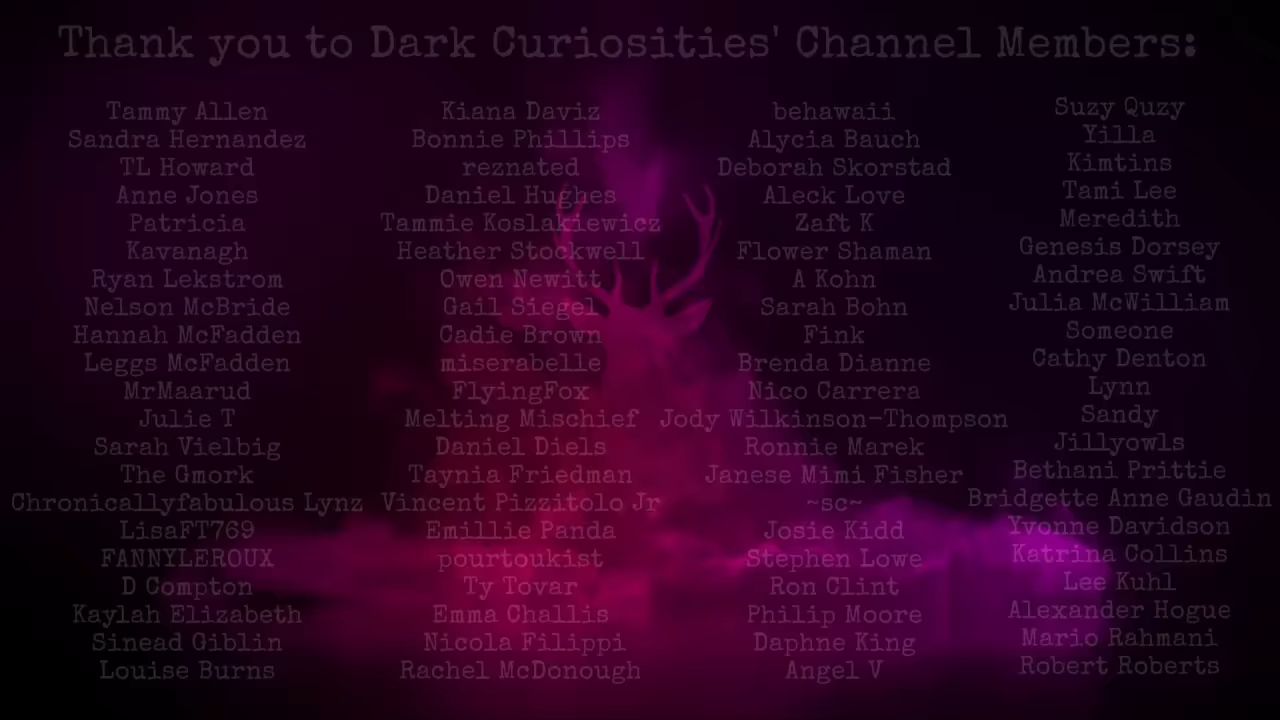 Thank you to Dark Curiosities' Channel Members:
Tammy Allen
Sandra Hernandez
TL Howard
Anne Jones
Patricia
Kavanagh
Ryan Lekstrom
Nelson McBride
Hannah McFadden
Leggs McFadden
MrMaarud
Julie T
Sarah Vielbig
The Gmork
Chronicallyfabulous Lynz
LisaFT769
FANNYLEROUX
D Compton
Kaylah Elizabeth
Sinead Giblin
Louise Burns
Kiana Daviz
Bonnie Phillips
reznated
Daniel Hughes
Tammie Koslakiewicz
Heather Stockwell
Owen Newitt
Gail Siegel
Cadie Brown
miserabelle
FlyingFox
Melting Mischief
Daniel Diels
Taynia Friedman
Vincent Pizzitolo Jr
Emillie Panda
pourtoukist
Ty Tovar
Emma Challis
Nicola Filippi
Rachel McDonough
behawaii
Alycia Bauch
Deborah Skorstad
Aleck Love
Zaft K
Flower Shaman
A Kohn
Sarah Bohn
Fink
Brenda Dianne
Nico Carrera
Jody Wilkinson-Thompson
Ronnie Marek
Janese Mimi Fisher
~sc~
Josie Kidd
Stephen Lowe
Ron Clint
Philip Moore
Daphne King
Angel V
Suzy Quzy
Yilla
Kimtins
Tami Lee
Meredith
Genesis Dorsey
Andrea Swift
Julia McWilliam
Someone
Cathy Denton
Lynn
Sandy
Jillyowls
Bethani Prittie
Bridgette Anne Gaudin
Yvonne Davidson
Katrina Collins
Lee Kuhl
Alexander Hogue
Mario Rahmani
Robert Roberts